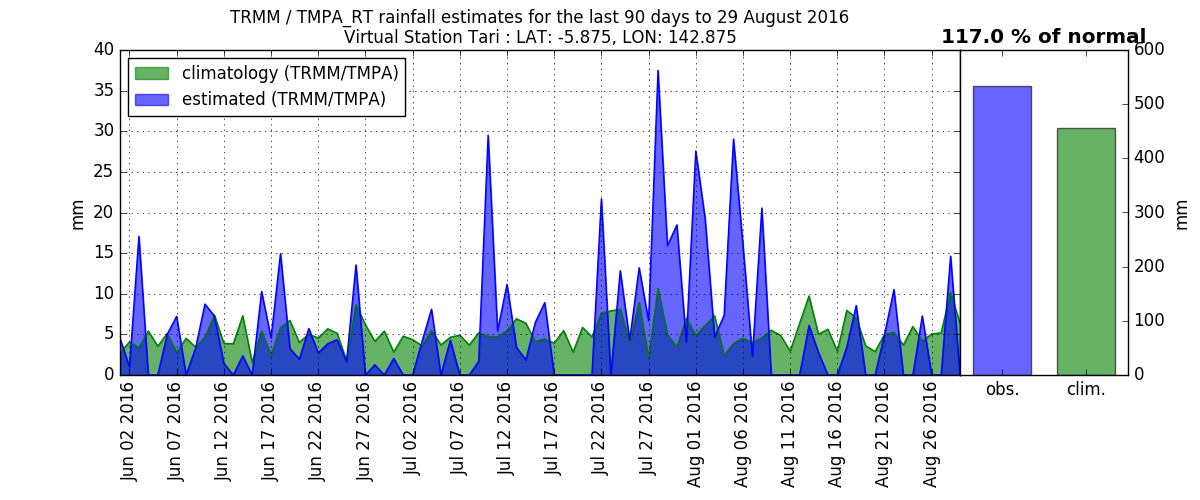 TRMM / TMPA_RT rainfall estimates for the last 90 days to 29 August 2016
Virtual Station Tari : LAT: -5.875, LON: 142.875
117.0 % of normal
climatology (TRMM/TMPA)
estimated (TRMM/TMPA)
mm
40
35
30
25
20
15
10
5
0
Jun 02 2016
Jun 07 2016
Jun 12 2016
Jun 17 2016
Jun 22 2016
Jun 27 2016
Jul 02 2016
Jul 07 2016
Jul 12 2016
Jul 17 2016
Jul 22 2016
Jul 27 2016
Aug 01 2016
Aug 06 2016
Aug 11 2016
Aug 16 2016
Aug 21 2016
Aug 26 2016
obs.
clim.
600
500
400
300
200
100
0
mm